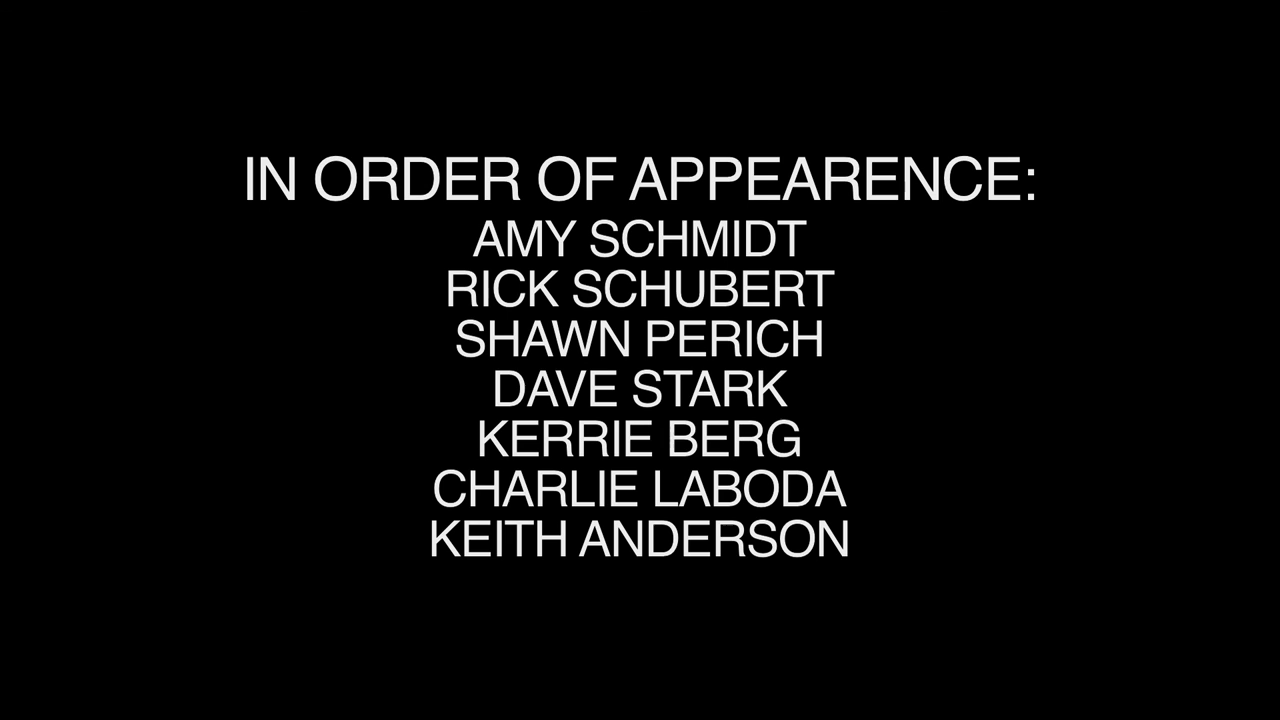 IN ORDER OF APPEARENCE:
AMY SCHMIDT
RICK SCHUBERT
SHAWN PERICH
DAVE STARK
KERRIE BERG
CHARLIE LABODA
KEITH ANDERSON